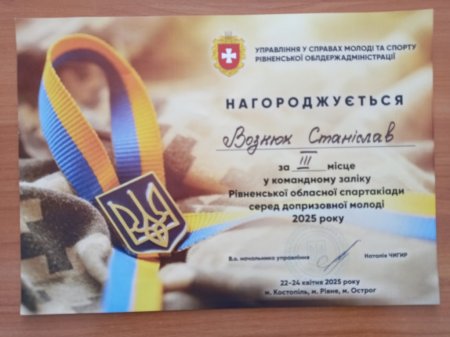 УПРАВЛІННЯ У СПРАВАХ МОЛОДІ ТА СПОРТУ
РІВНЕНСЬКОЇ ОБЛДЕРЖАДМІНІСТРАЦІЇ
НАГОРОДЖУЄТЬСЯ
Вознюк Станіслав
за III місце
у командному заліку
Рівненської обласної спартакіади
серед допризовної молоді
2025 року
В.о. начальника управління Наталія ЧИГИР
22-24 квітня 2025 року
м. Костопіль, м. Рівне, м. Острог